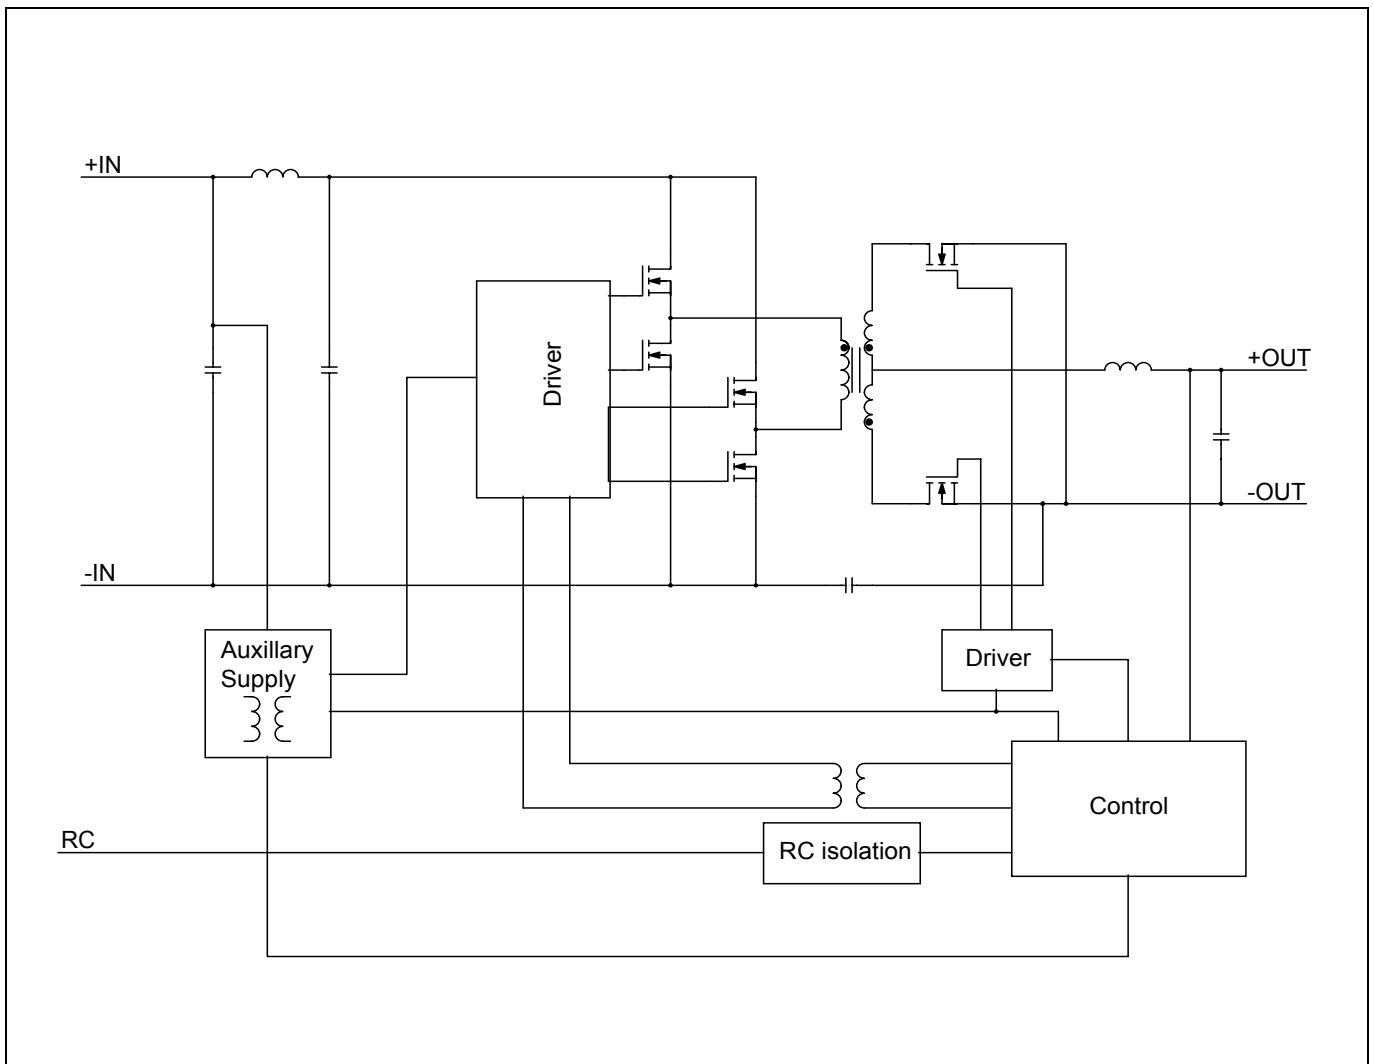 +IN
Driver
+OUT
-OUT
-IN
Auxillary
Supply
Driver
Control
RC
RC isolation